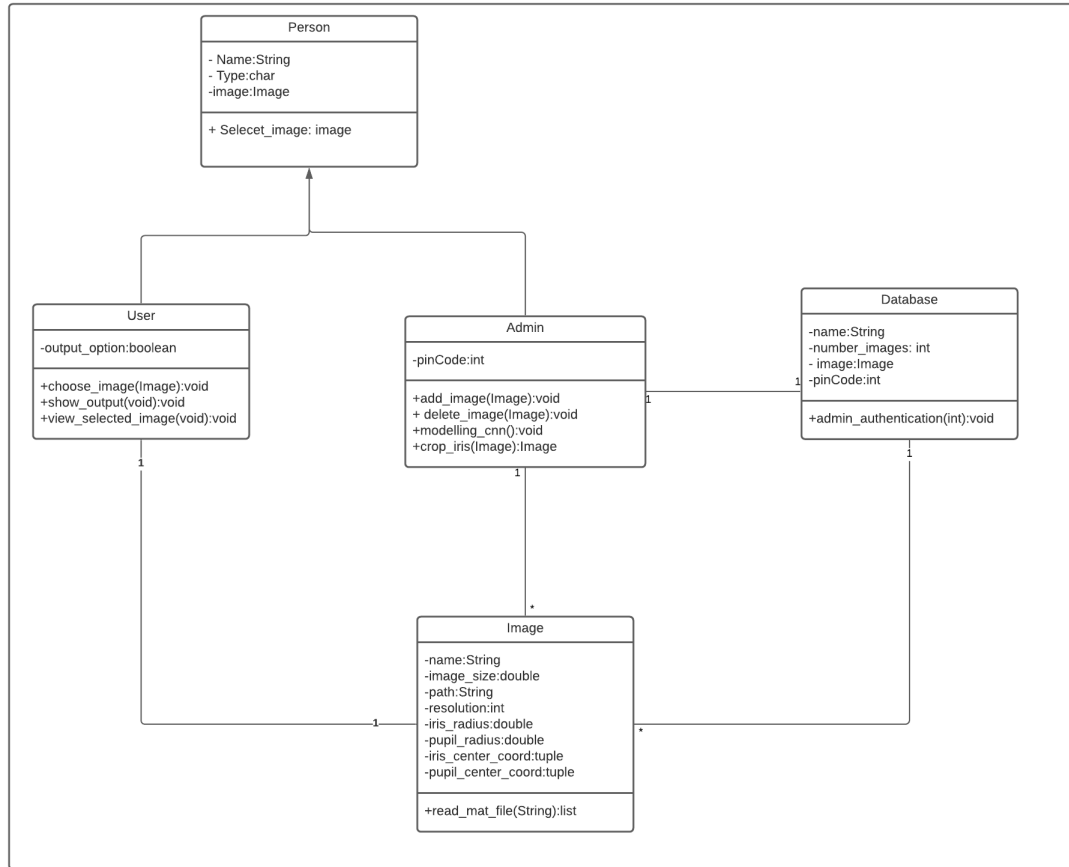 Person
- Name:String
- Type:char
-image:Image
+ Selecet_image: image
User
-output_option:boolean
+choose_image(Image):void
+show_output(void):void
+view_selected_image(void):void
1
Admin
-pinCode:int
+add_image(Image):void
+ delete_image(Image):void
+modelling_cnn():void
+crop_iris(Image):Image
1
1
Database
-name:String
-number_images: int
- image:Image
-pinCode:int
+admin_authentication(int):void
1
1
*
Image
-name:String
-image_size:double
-path:String
-resolution:int
-iris_radius:double
-pupil_radius:double
-iris_center_coord:tuple
-pupil_center_coord:tuple
+read_mat_file(String):list
1
*